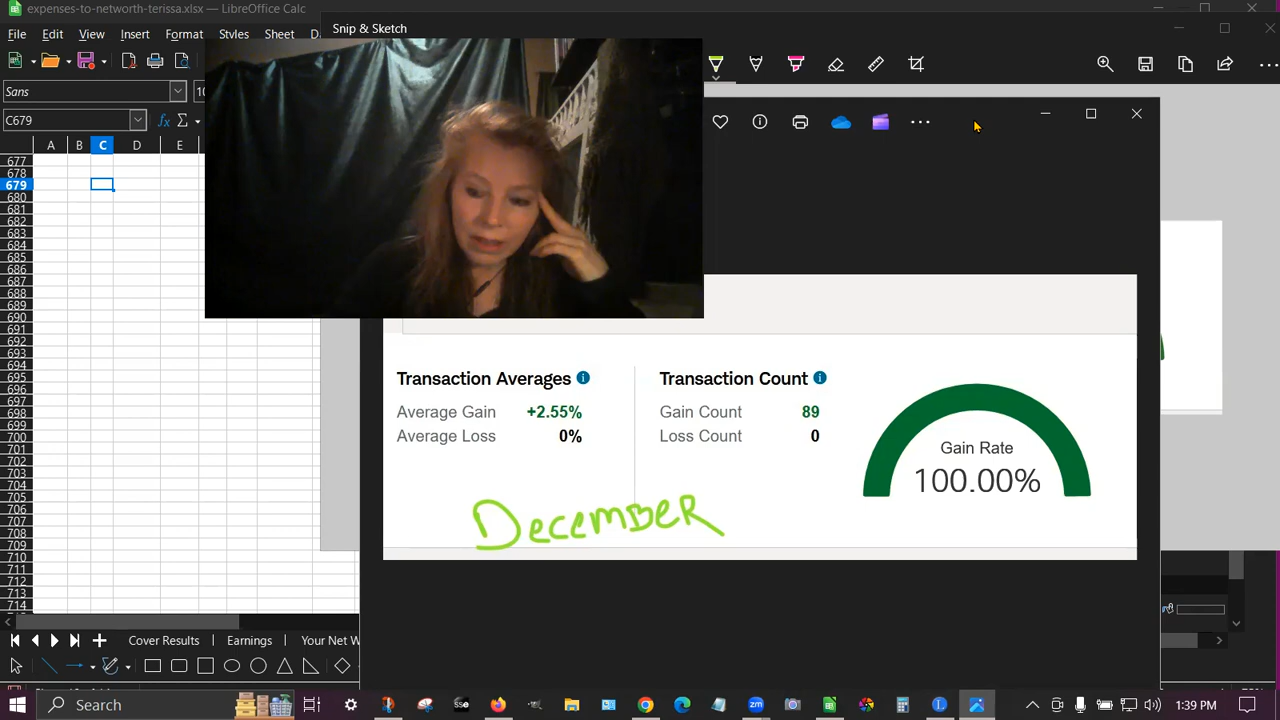 expenses-to-networth-terissa.xlsx — LibreOffice Calc
Snip & Sketch
File Edit View Insert Format Styles Sheet
Sans
C679
A B C D E
677
678
679
680
681
682
683
684
685
686
687
688
689
690
691
692
693
694
695
696
697
698
699
700
701
702
703
704
705
706
707
708
709
710
711
712
713
714
Transaction Averages Transaction Count
Average Gain +2.55% Gain Count 89
Average Loss 0% Loss Count 0
Gain Rate
100.00%
DecembeR
Cover Results Earnings Your Net W
Search
1:39 PM